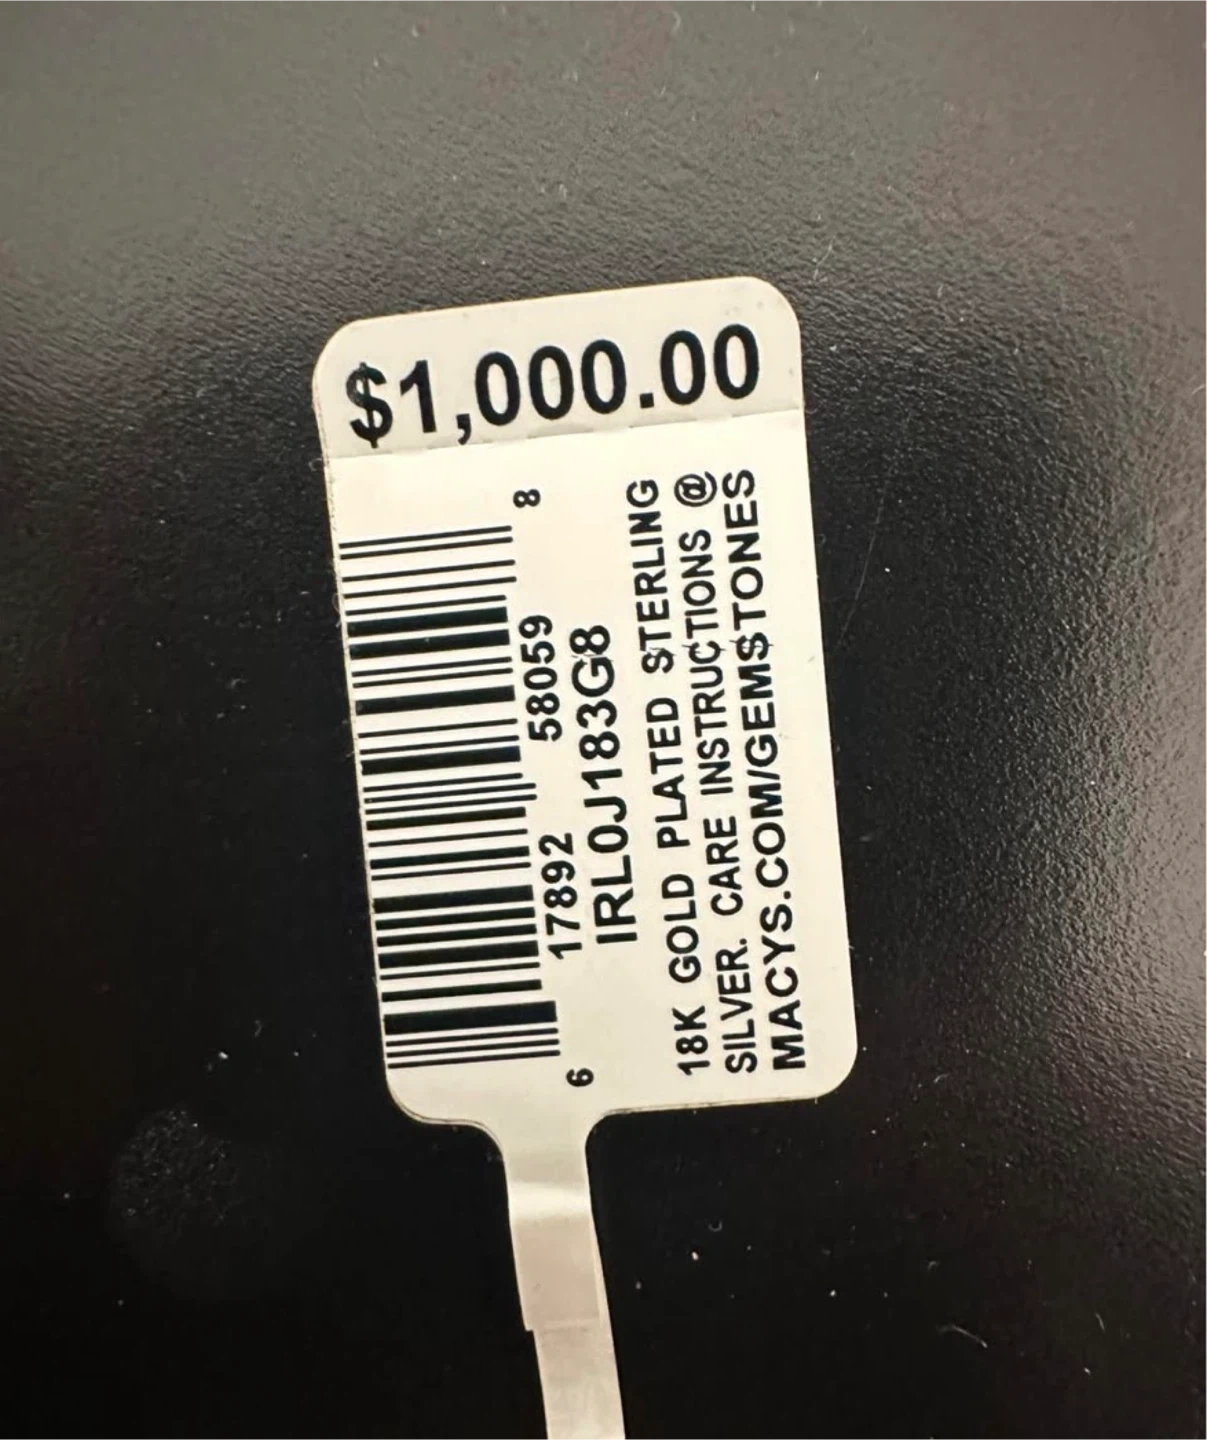 $1,000.00
6 17892 58059 8
IRL0J183G8
18K GOLD PLATED STERLING
SILVER. CARE INSTRUCTIONS @
MACYS.COM/GEMSTONES